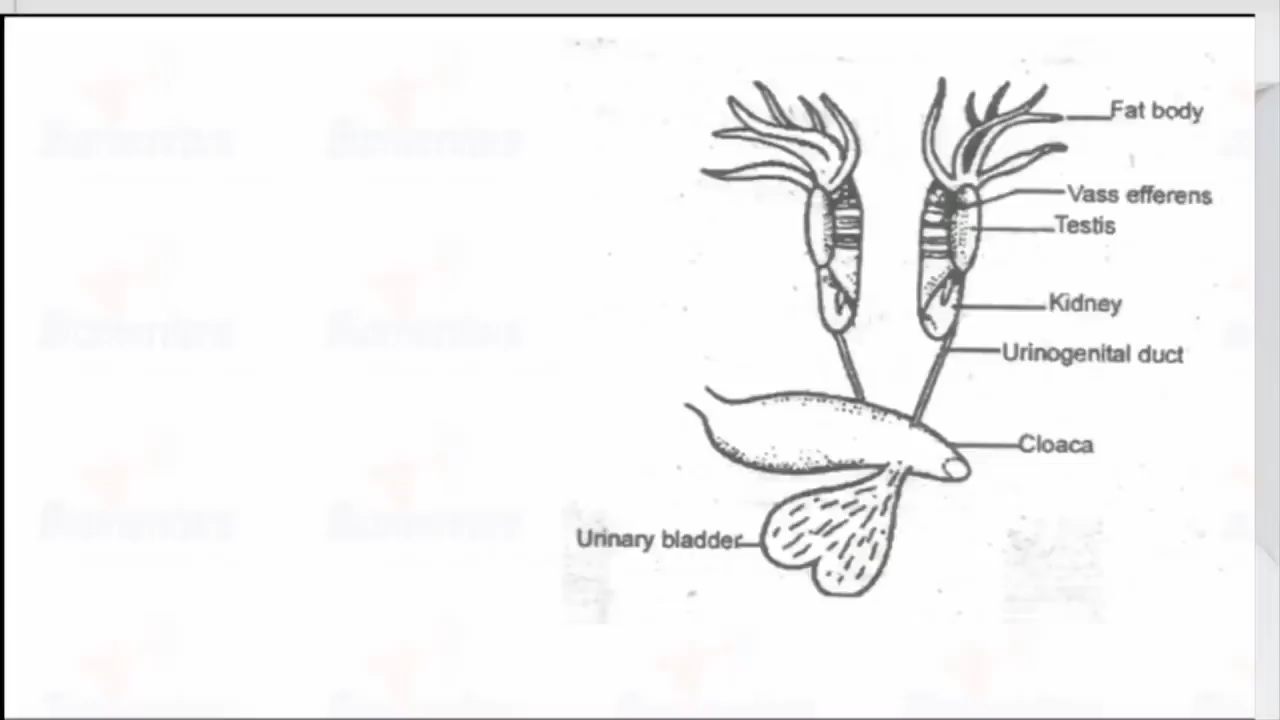 Fat body
Vass efferens
Testis
Kidney
Urinogenital duct
Cloaca
Urinary bladder